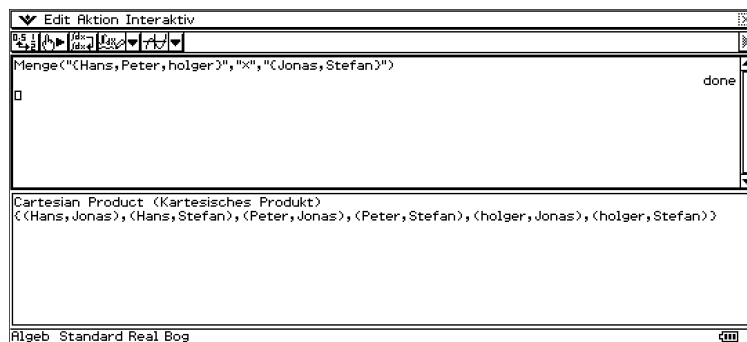 Edit Aktion Interaktiv
Menge("{Hans,Peter,holger}","×","{Jonas,Stefan}")
done
Cartesian Product (Kartesisches Produkt)
{(Hans,Jonas),(Hans,Stefan),(Peter,Jonas),(Peter,Stefan),(holger,Jonas),(holger,Stefan)}
Algeb Standard Real Bog